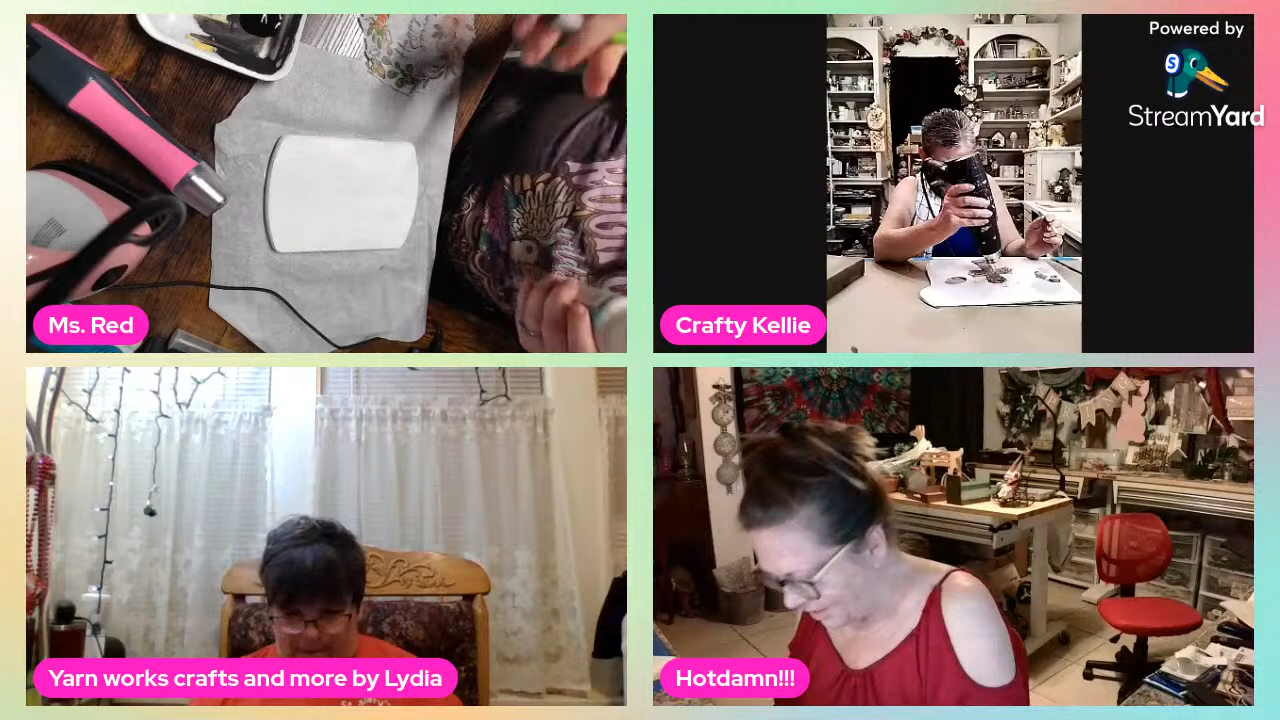 Powered by
StreamYard
Ms. Red
Crafty Kellie
Yarn works crafts and more by Lydia
Hotdamn!!!